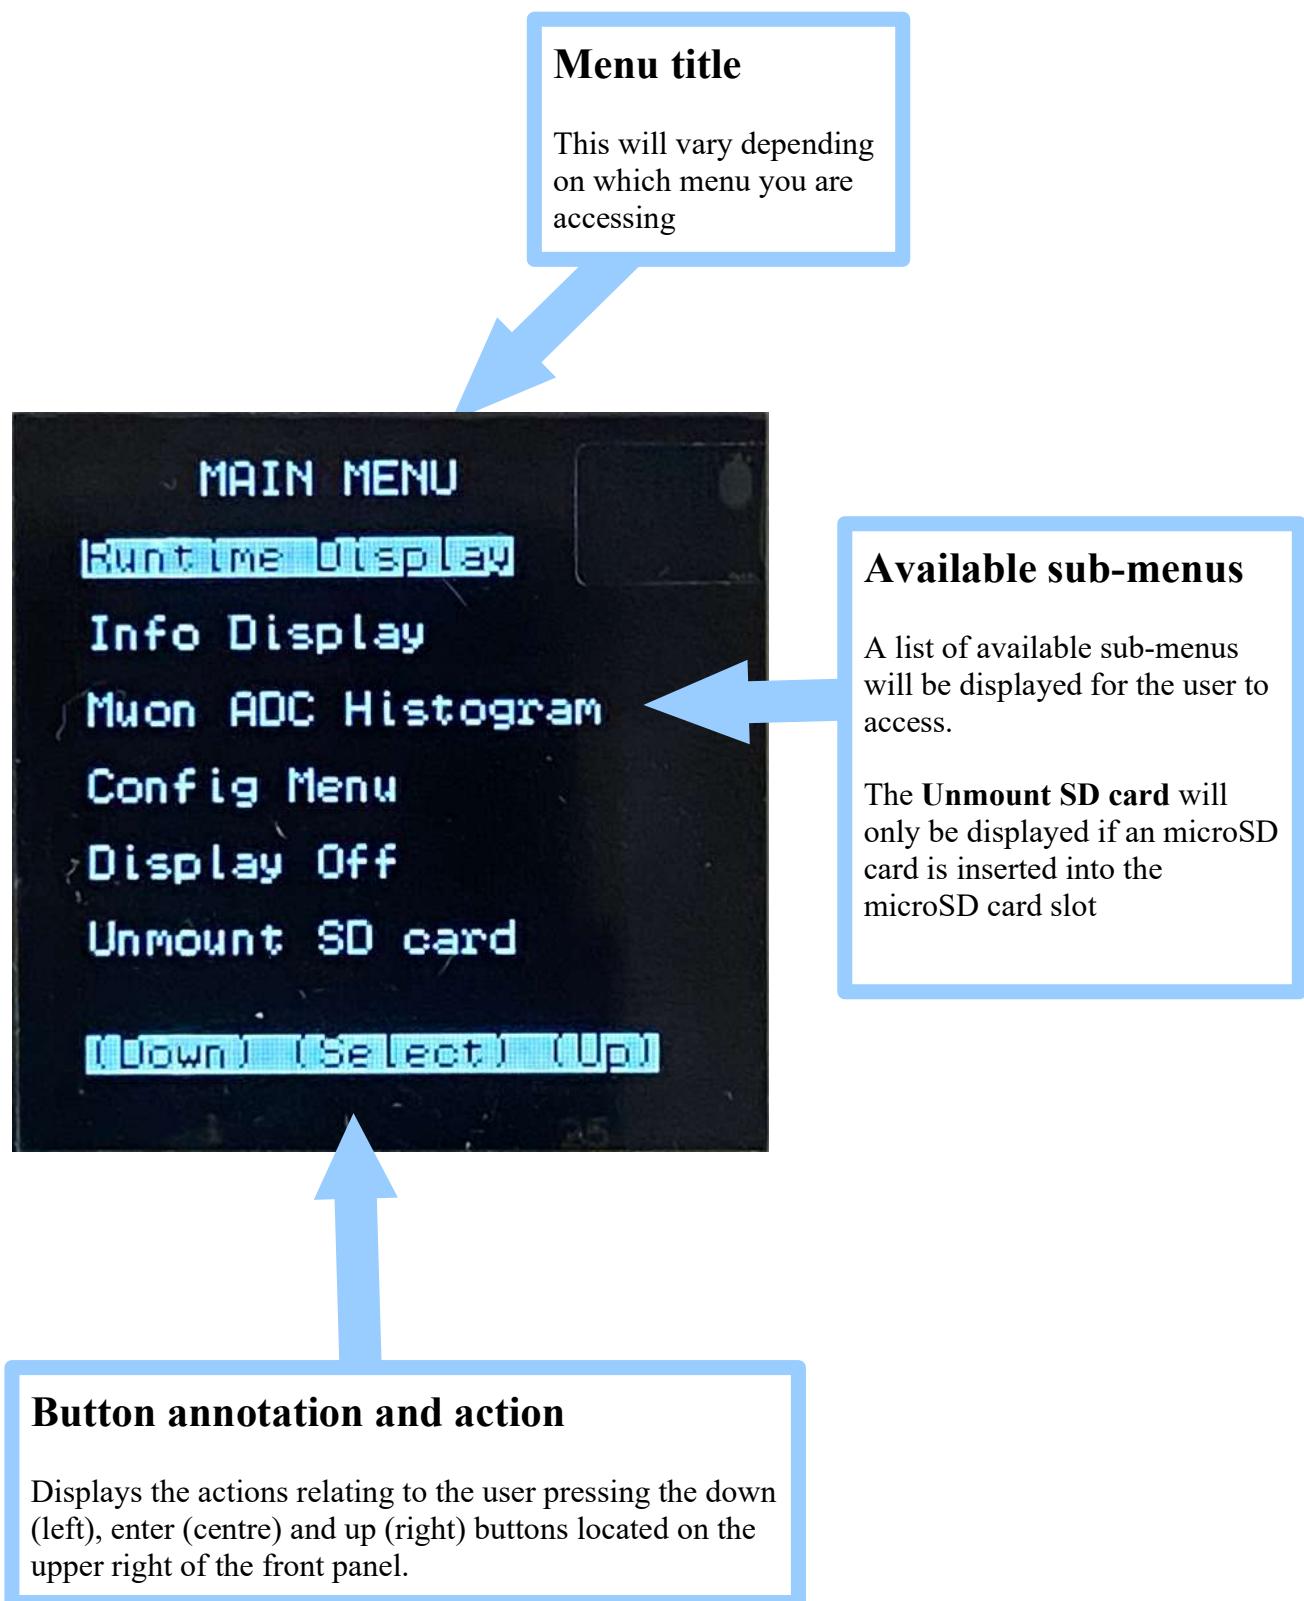 Menu title
This will vary depending
on which menu you are
accessing
MAIN MENU
Runtime Display
Info Display
Muon ADC Histogram
Config Menu
Display Off
Unmount SD card
(Down) (Select) (Up)
Available sub-menus
A list of available sub-menus
will be displayed for the user to
access.
The Unmount SD card will
only be displayed if an microSD
card is inserted into the
microSD card slot
Button annotation and action
Displays the actions relating to the user pressing the down
(left), enter (centre) and up (right) buttons located on the
upper right of the front panel.